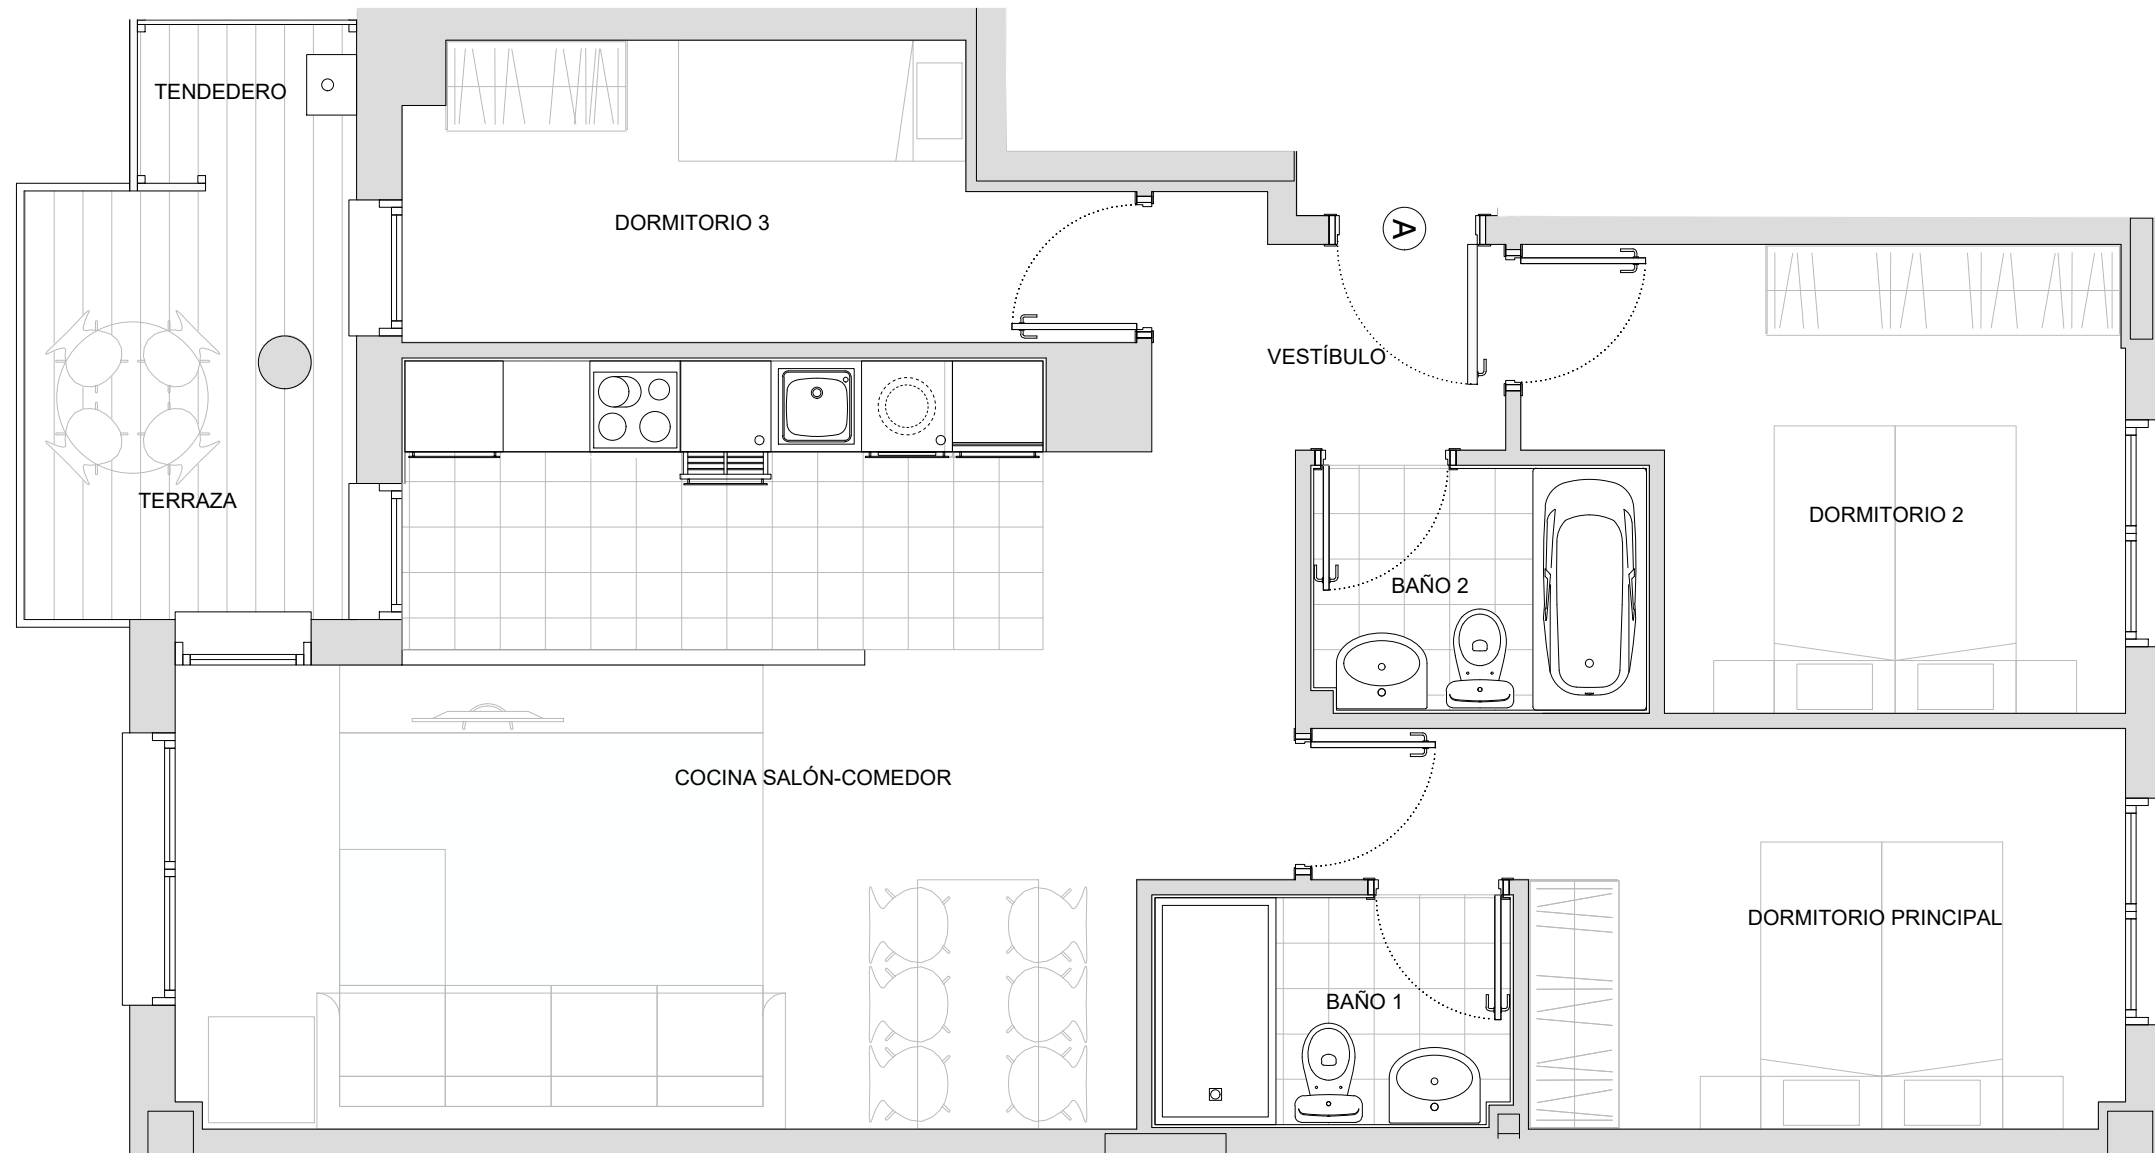 TENDEDERO
DORMITORIO 3
A
VESTÍBULO
TERRAZA
DORMITORIO 2
BAÑO 2
COCINA SALÓN-COMEDOR
DORMITORIO PRINCIPAL
BAÑO 1